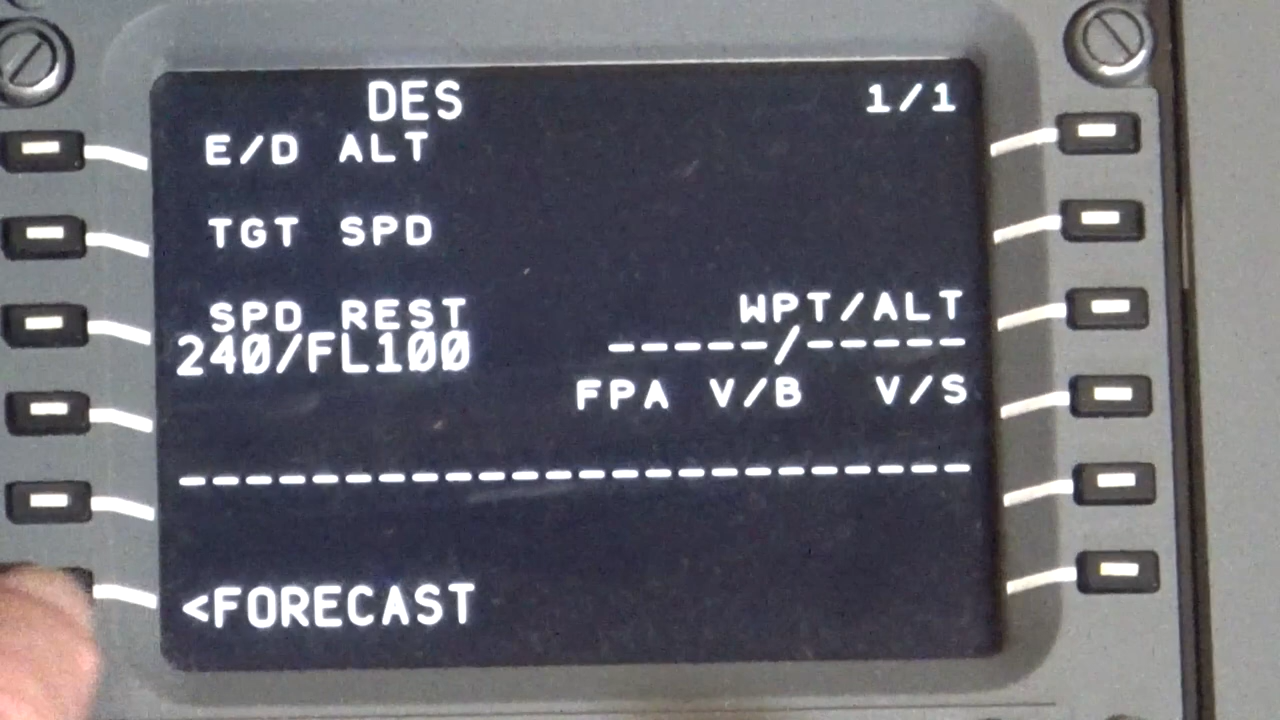 DES 1/1
E/D ALT
TGT SPD
SPD REST WPT/ALT
240/FL100 -----/-----
FPA V/B V/S
------------------------
<FORECAST